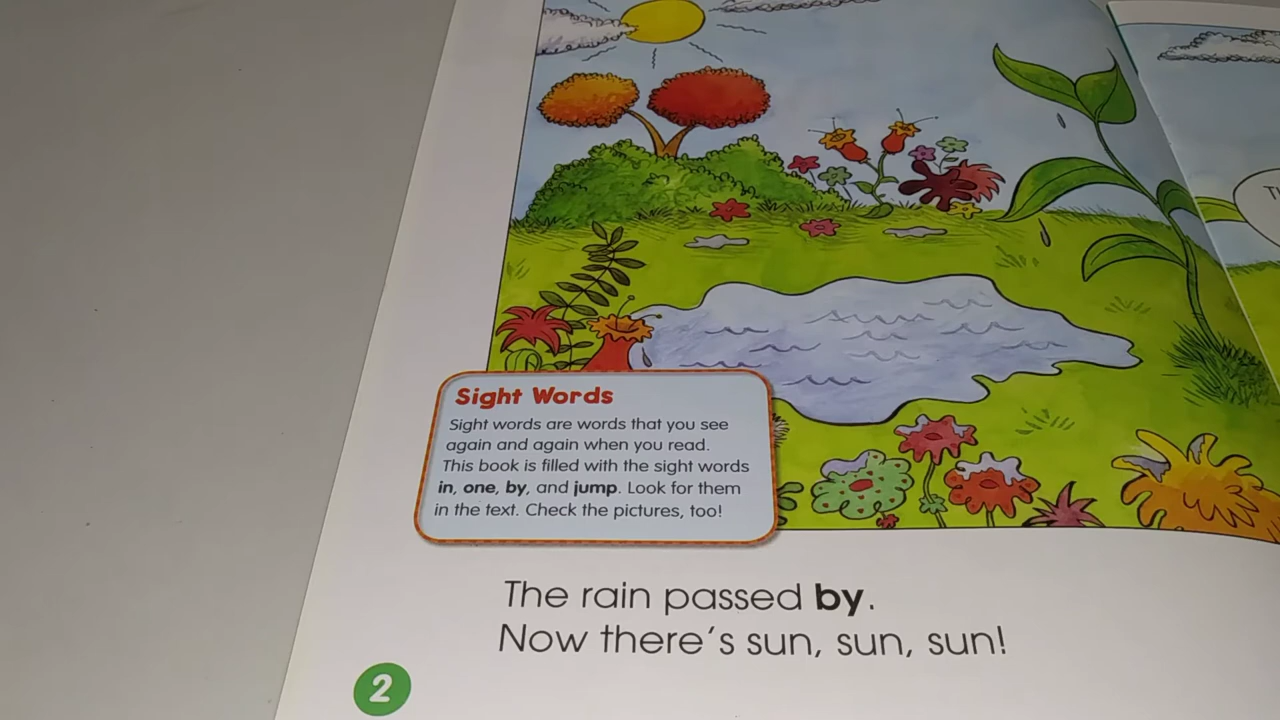 Sight Words
Sight words are words that you see
again and again when you read.
This book is filled with the sight words
in, one, by, and jump. Look for them
in the text. Check the pictures, too!
The rain passed by.
Now there's sun, sun, sun!
2